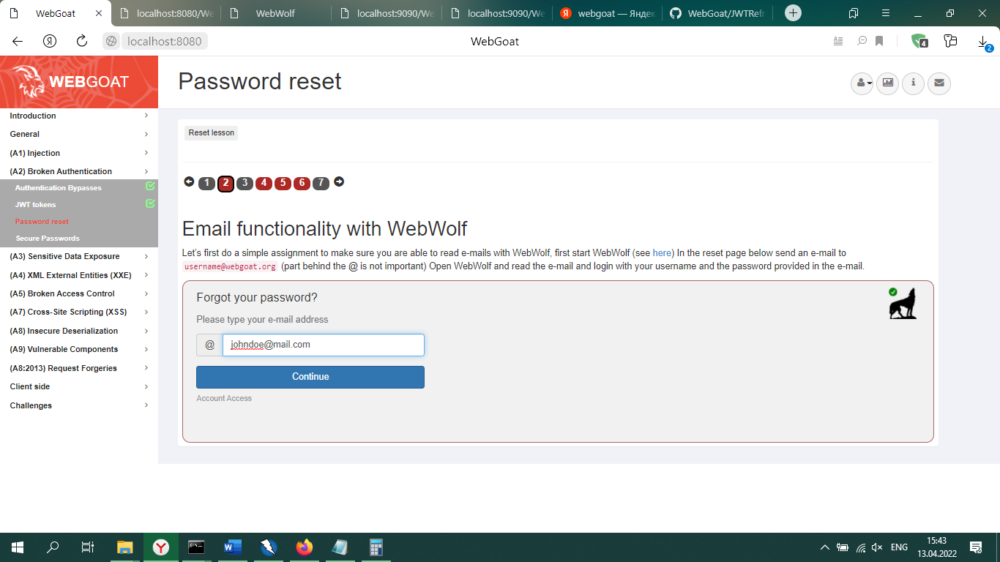 WebGoat
localhost:8080/We
WebWolf
localhost:9090/We
localhost:9090/We
Я webgoat — Яндек
WebGoat/JWTRefr
Я localhost:8080 WebGoat 4 2
WEBGOAT
Password reset
Introduction
General
(A1) Injection
(A2) Broken Authentication
Authentication Bypasses
JWT tokens
Password reset
Secure Passwords
(A3) Sensitive Data Exposure
(A4) XML External Entities (XXE)
(A5) Broken Access Control
(A7) Cross-Site Scripting (XSS)
(A8) Insecure Deserialization
(A9) Vulnerable Components
(A8:2013) Request Forgeries
Client side
Challenges
Reset lesson
1 2 3 4 5 6 7
Email functionality with WebWolf
Let's first do a simple assignment to make sure you are able to read e-mails with WebWolf, first start WebWolf (see here) In the reset page below send an e-mail to
username@webgoat.org (part behind the @ is not important) Open WebWolf and read the e-mail and login with your username and the password provided in the e-mail.
Forgot your password?
Please type your e-mail address
@ johndoe@mail.com
Continue
Account Access
ENG
15:43
13.04.2022